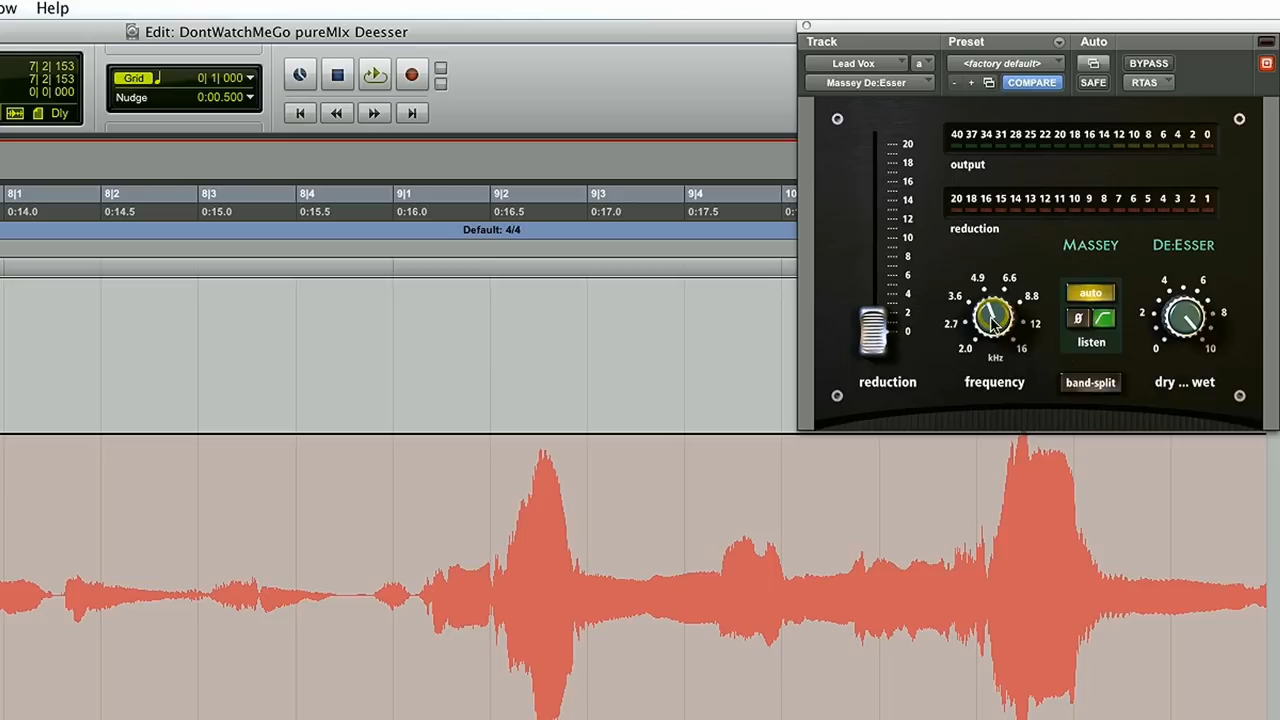 ow Help
Edit: DontWatchMeGo pureMIx Deesser
7| 2| 153
7| 2| 153
0| 0| 000
Dly
Grid 0| 1| 000
Nudge 0:00.500
8|1 8|2 8|3 8|4 9|1 9|2 9|3 9|4 10
0:14.0 0:14.5 0:15.0 0:15.5 0:16.0 0:16.5 0:17.0 0:17.5 0:
Default: 4/4
Track Preset Auto
Lead Vox a <factory default> BYPASS
Massey De:Esser - + COMPARE SAFE RTAS
20
18
16
14
12
10
8
6
4
2
0
reduction
40 37 34 31 28 25 22 20 18 16 14 12 10 8 6 4 2 0
output
20 18 16 15 14 13 12 11 10 9 8 7 6 5 4 3 2 1
reduction
MASSEY DE:ESSER
4.9 6.6
3.6 8.8
2.7 12
2.0 16
kHz
frequency
auto
ø
listen
band-split
4 6
2 8
0 10
dry ... wet